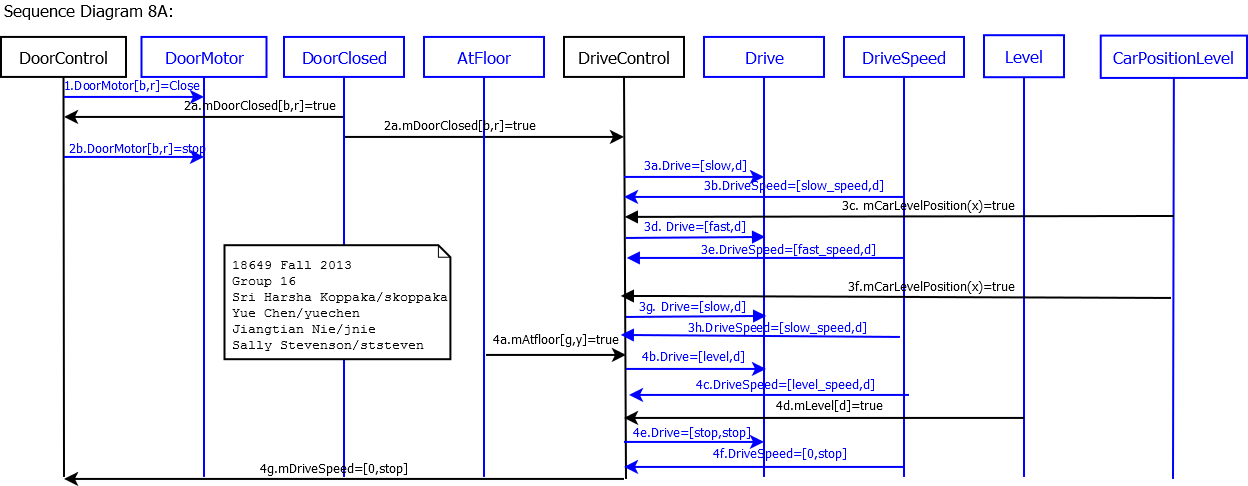 Sequence Diagram 8A:
DoorControl
DoorMotor
DoorClosed
AtFloor
DriveControl
Drive
DriveSpeed
Level
CarPositionLevel
1.DoorMotor[b,r]=Close
2a.mDoorClosed[b,r]=true
2a.mDoorClosed[b,r]=true
2b.DoorMotor[b,r]=stop
3a.Drive=[slow,d]
3b.DriveSpeed=[slow_speed,d]
3c. mCarLevelPosition(x)=true
3d. Drive=[fast,d]
3e.DriveSpeed=[fast_speed,d]
18649 Fall 2013
Group 16
Sri Harsha Koppaka/skoppaka
Yue Chen/yuechen
Jiangtian Nie/jnie
Sally Stevenson/ststeven
3f.mCarLevelPosition(x)=true
3g. Drive=[slow,d]
3h.DriveSpeed=[slow_speed,d]
4a.mAtfloor[g,y]=true
4b.Drive=[level,d]
4c.DriveSpeed=[level_speed,d]
4d.mLevel[d]=true
4e.Drive=[stop,stop]
4f.DriveSpeed=[0,stop]
4g.mDriveSpeed=[0,stop]